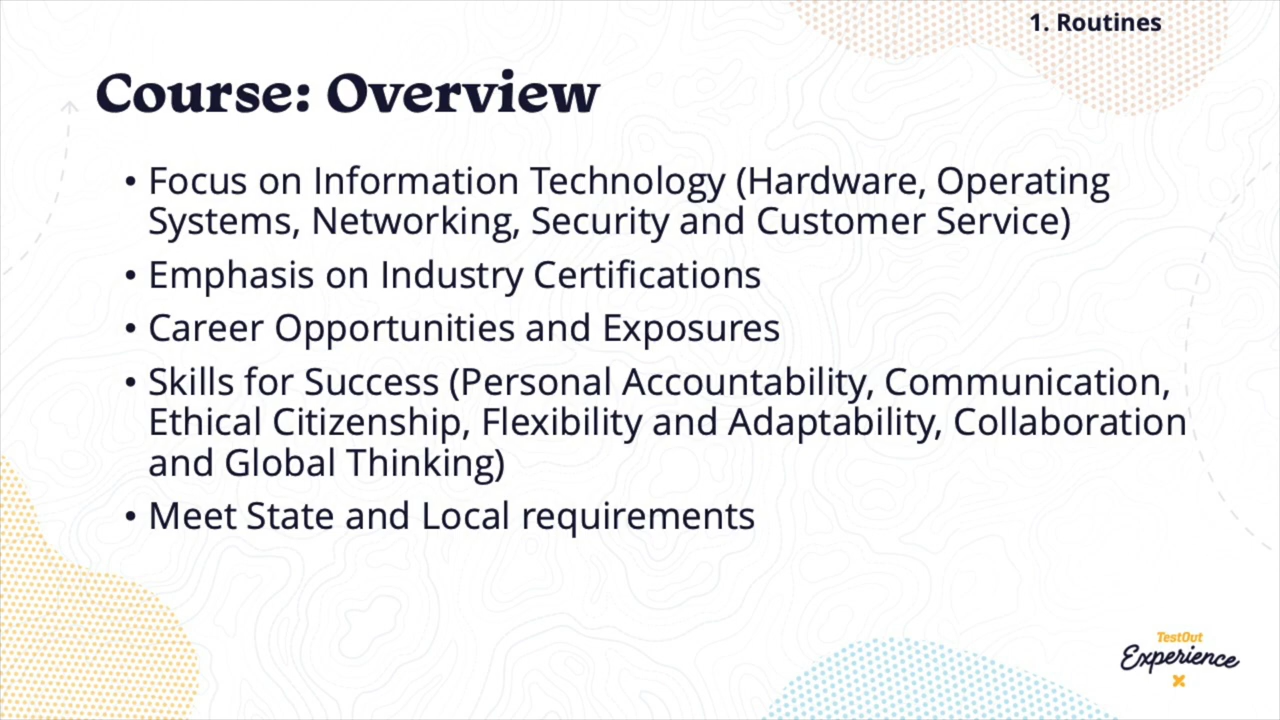 1. Routines
Course: Overview
• Focus on Information Technology (Hardware, Operating
Systems, Networking, Security and Customer Service)
• Emphasis on Industry Certifications
• Career Opportunities and Exposures
• Skills for Success (Personal Accountability, Communication,
Ethical Citizenship, Flexibility and Adaptability, Collaboration
and Global Thinking)
• Meet State and Local requirements
TestOut
Experience